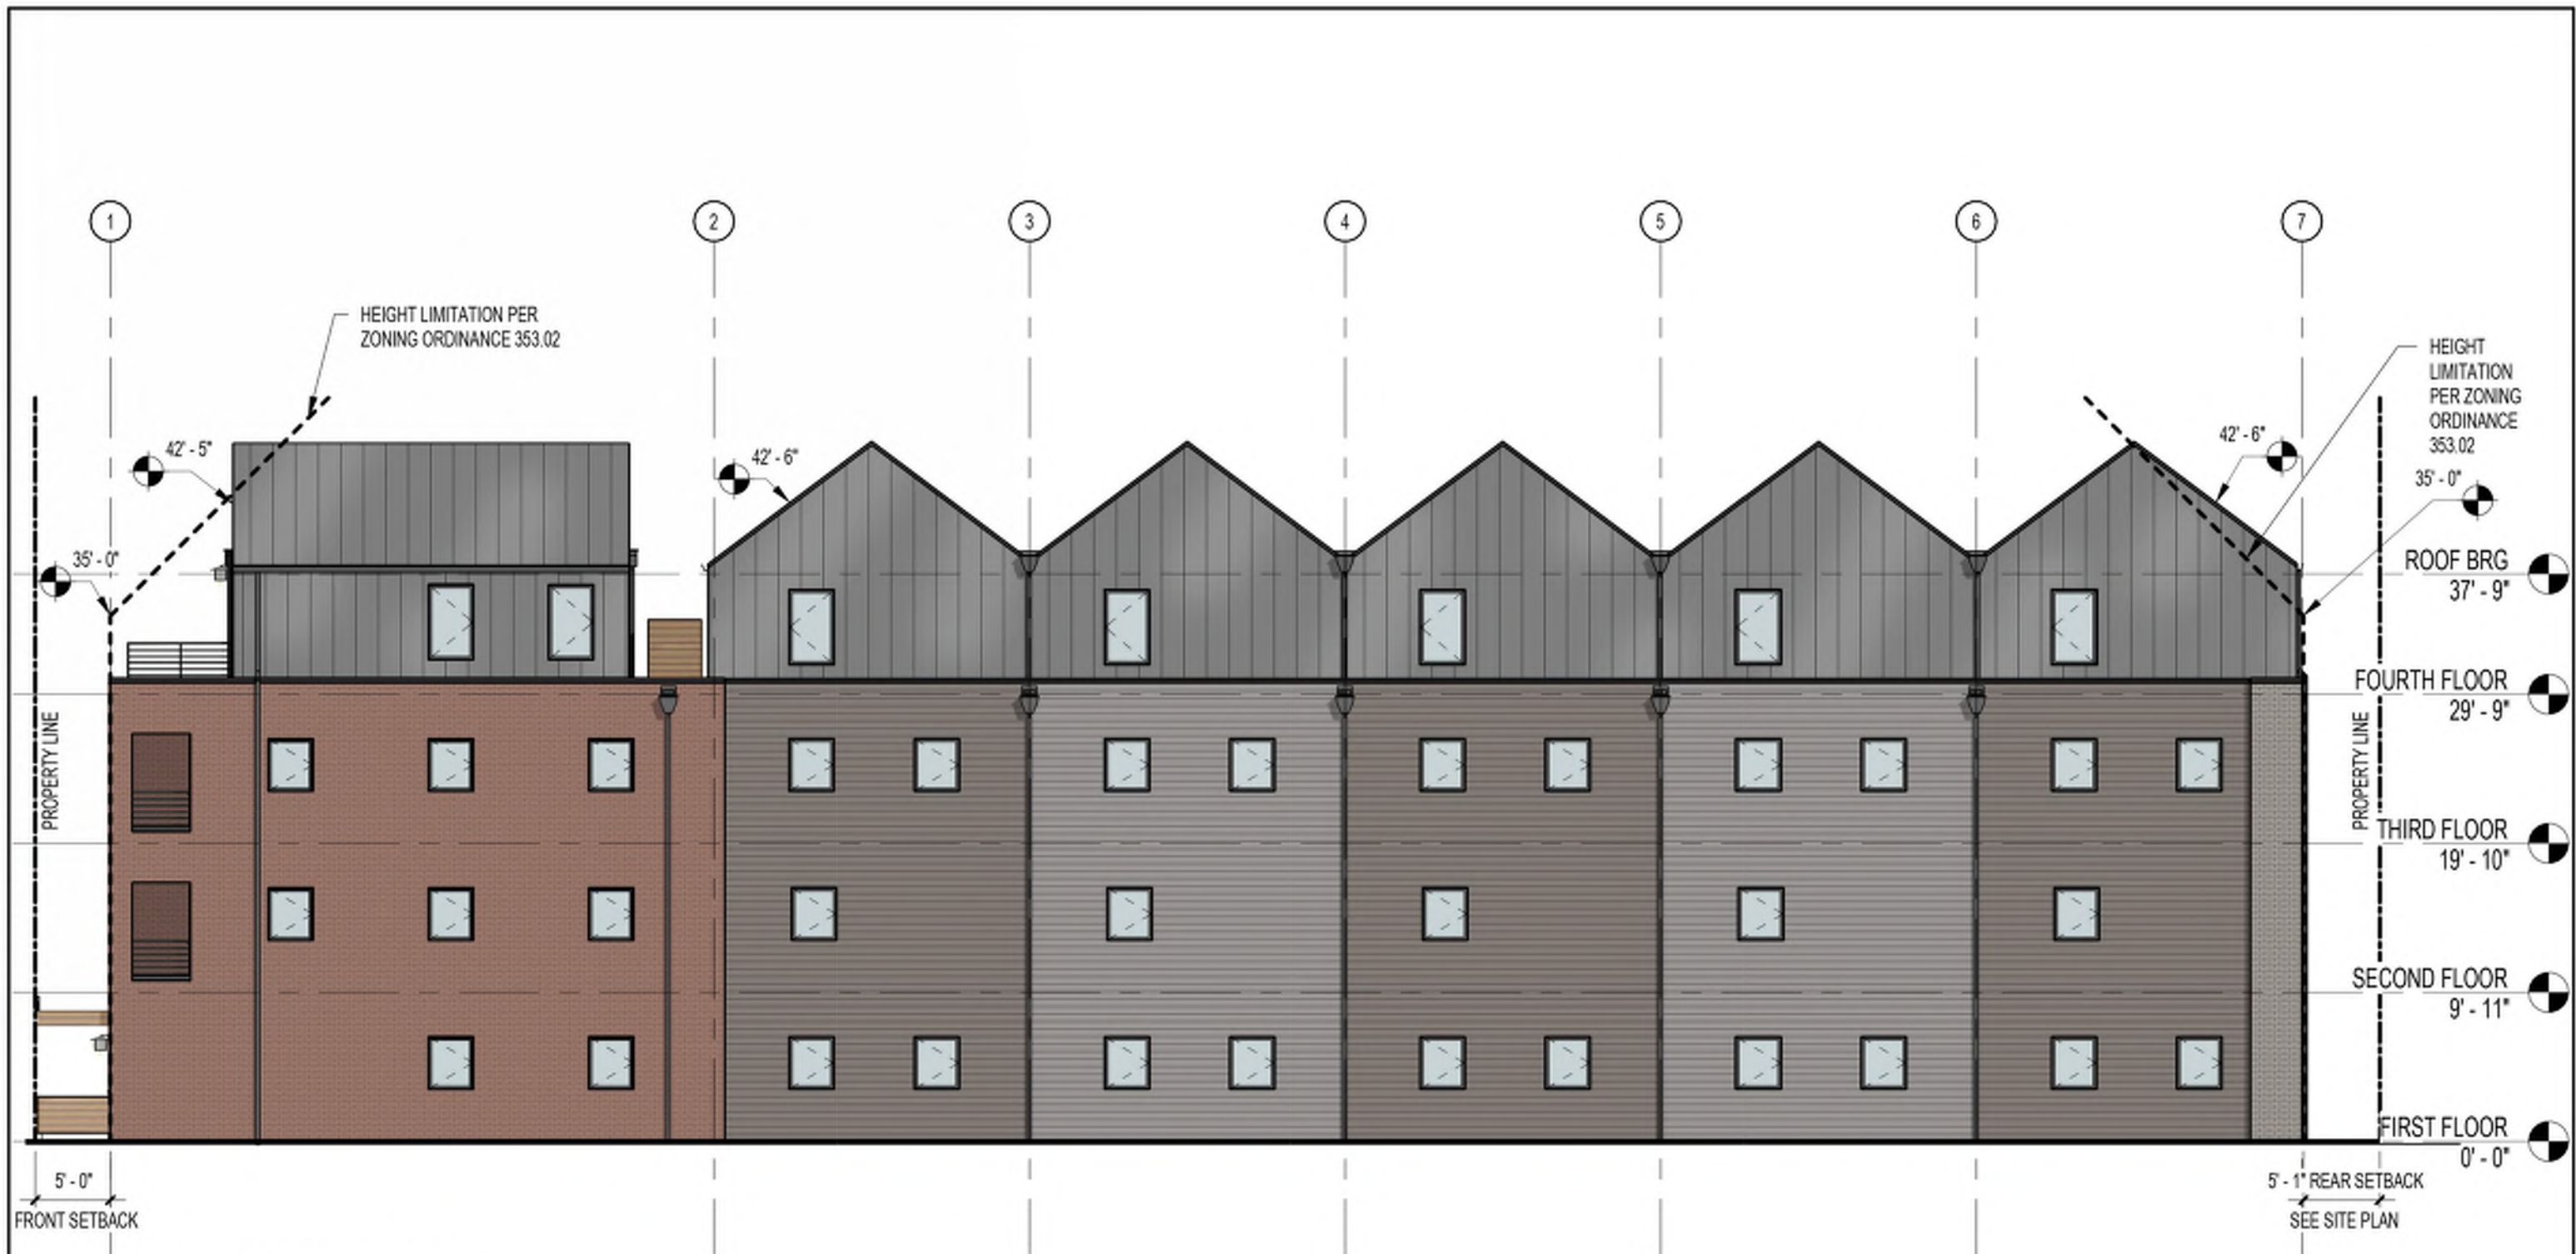 1
2
3
4
5
6
7
HEIGHT LIMITATION PER
ZONING ORDINANCE 353.02
HEIGHT
LIMITATION
PER ZONING
ORDINANCE
353.02
42' - 5"
42' - 6"
42' - 6"
35' - 0"
35' - 0"
ROOF BRG
37' - 9"
FOURTH FLOOR
29' - 9"
PROPERTY LINE
PROPERTY LINE
THIRD FLOOR
19' - 10"
SECOND FLOOR
9' - 11"
FIRST FLOOR
0' - 0"
5' - 0"
FRONT SETBACK
5' - 1" REAR SETBACK
SEE SITE PLAN